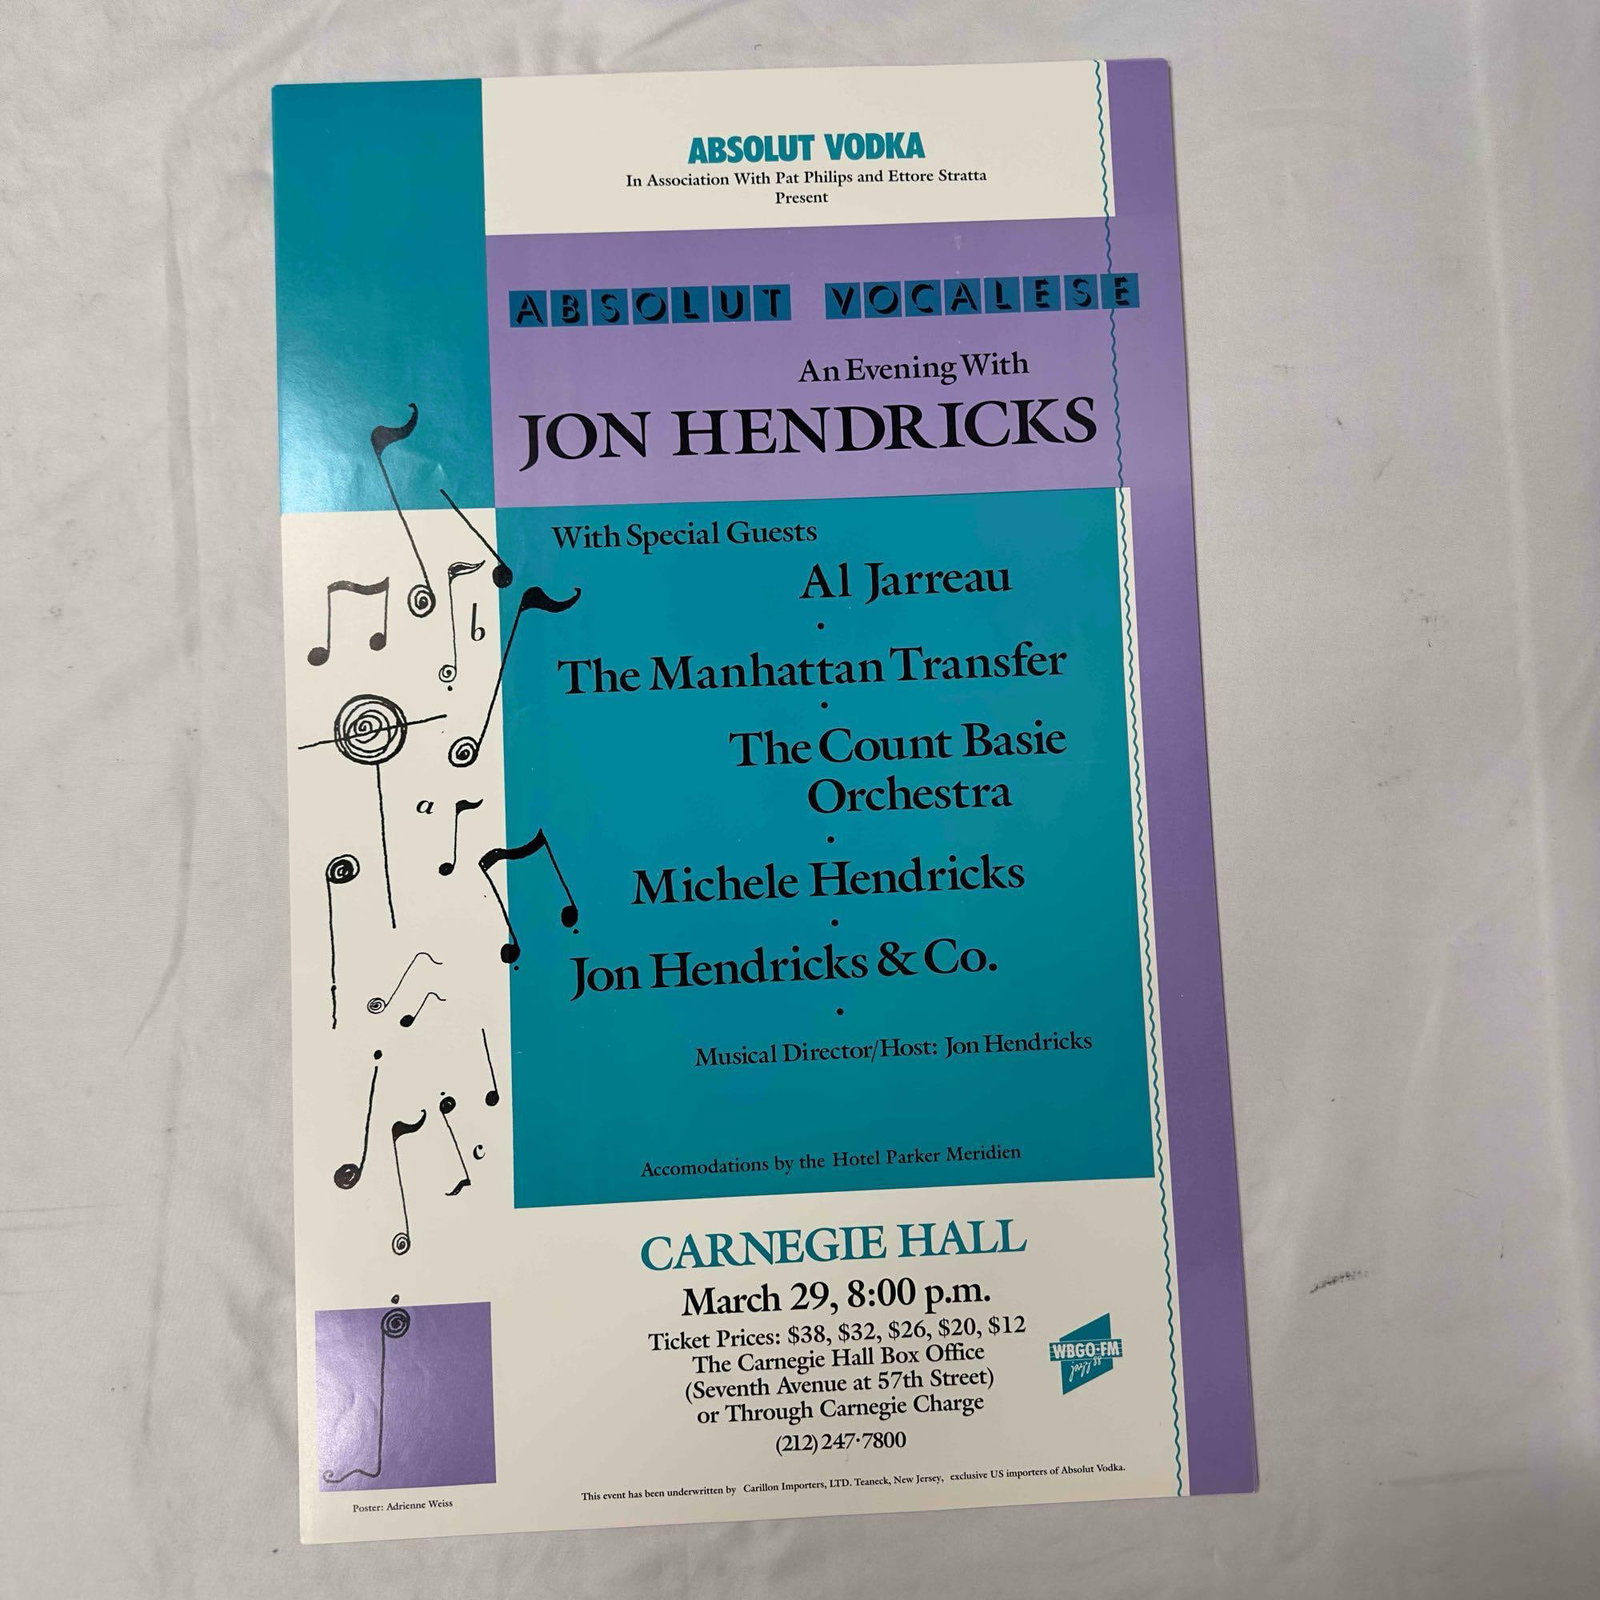 ABSOLUT VODKA
In Association With Pat Philips and Ettore Stratta
Present
ABSOLUT VOCALESE
An Evening With
JON HENDRICKS
With Special Guests
Al Jarreau
•
The Manhattan Transfer
•
The Count Basie
Orchestra
•
Michele Hendricks
•
Jon Hendricks & Co.
•
Musical Director/Host: Jon Hendricks
Accomodations by the Hotel Parker Meridien
b
a
c
CARNEGIE HALL
March 29, 8:00 p.m.
Ticket Prices: $38, $32, $26, $20, $12
The Carnegie Hall Box Office
(Seventh Avenue at 57th Street)
or Through Carnegie Charge
(212) 247·7800
WBGO·FM
jazz 88
This event has been underwritten by Carillon Importers, LTD. Teaneck, New Jersey, exclusive US importers of Absolut Vodka.
Poster: Adrienne Weiss